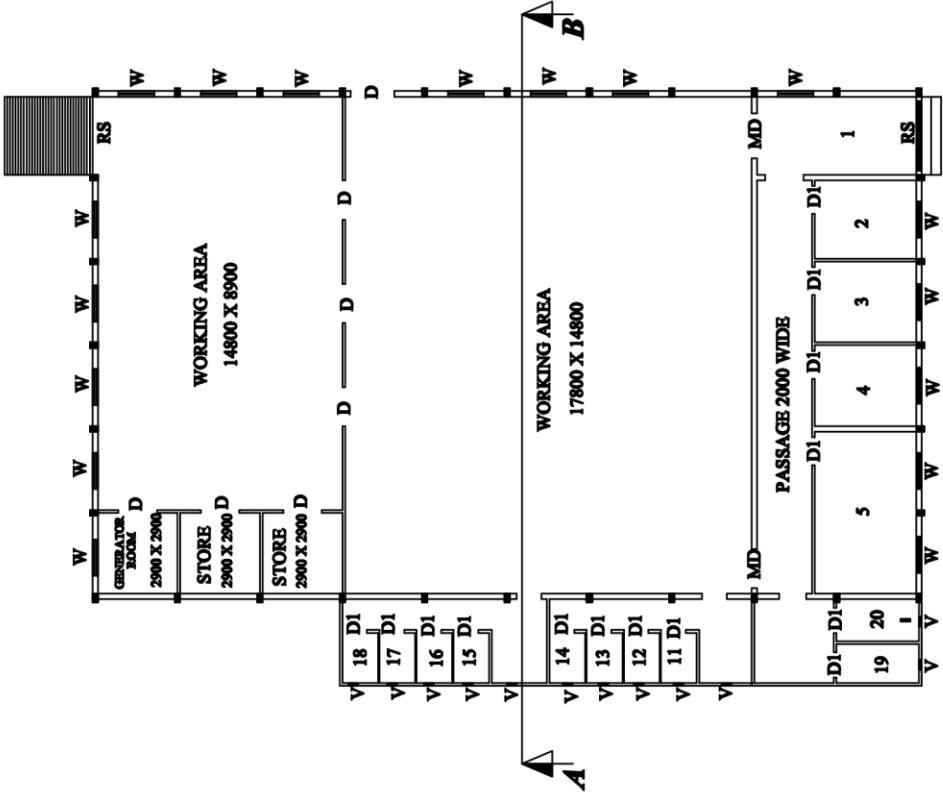 W
W
W
W
W
RS
GENERATOR
ROOM
2900 X 2900
D
W
WORKING AREA
14800 X 8900
STORE
2900 X 2900
D
W
STORE
2900 X 2900
D
W
D
D
D
D
V
18
D1
V
17
D1
V
16
D1
V
15
D1
V
W
A
B
WORKING AREA
17800 X 14800
W
V
14
D1
V
13
D1
V
12
D1
W
V
11
D1
V
MD
MD
PASSAGE 2000 WIDE
W
D1
D1
D1
D1
D1
D1
19
20
5
4
3
2
1
RS
V
V
W
W
W
W
W